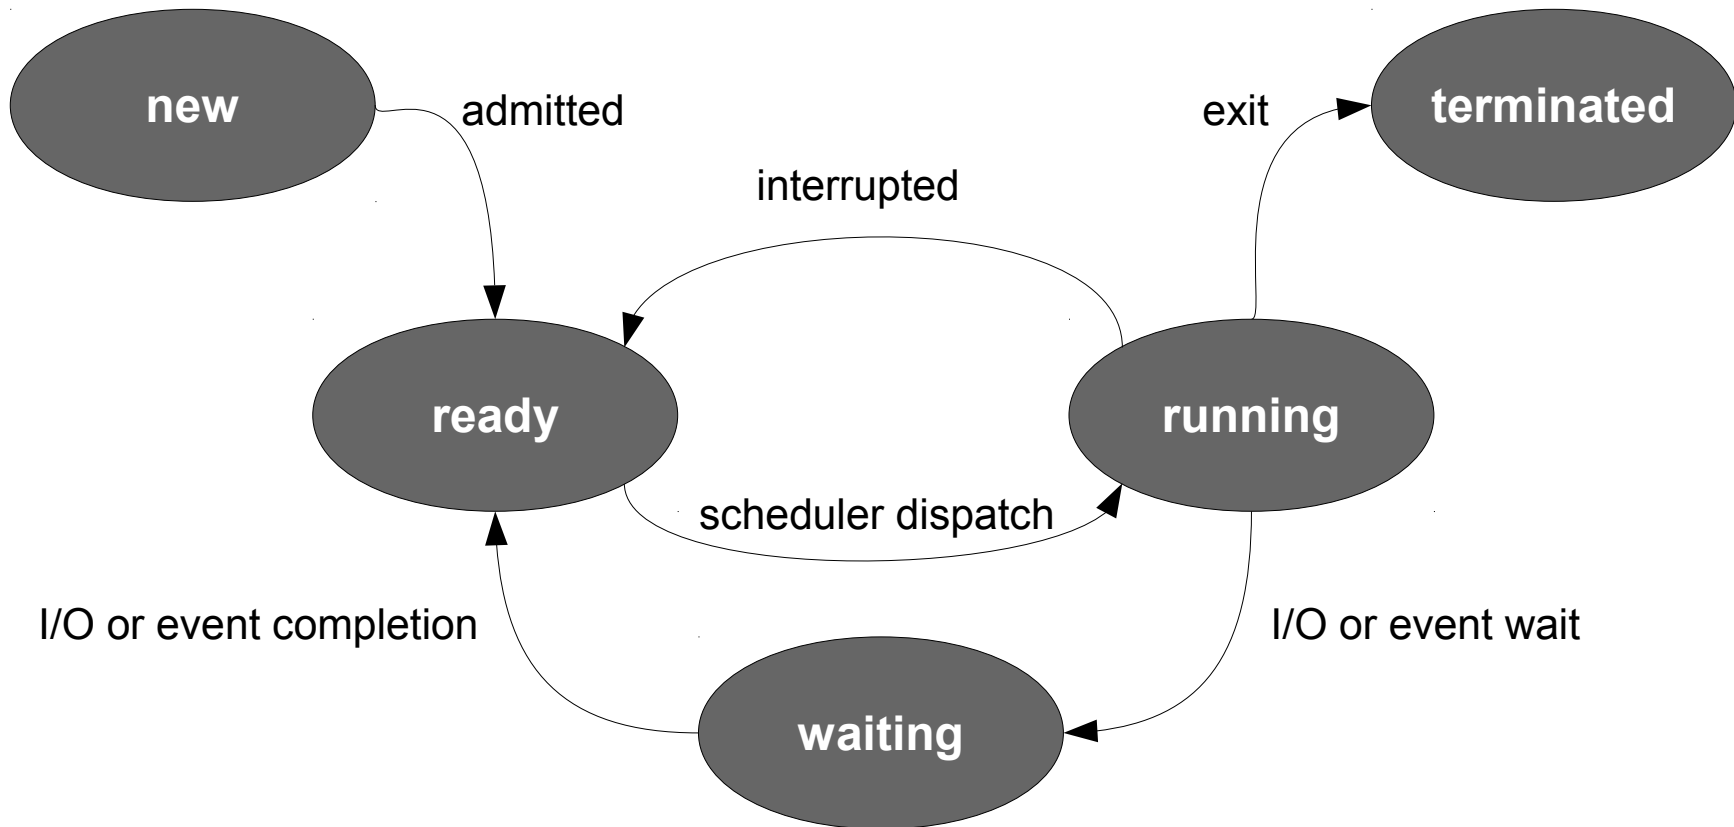 new
admitted
exit
terminated
interrupted
ready
running
scheduler dispatch
I/O or event completion
I/O or event wait
waiting